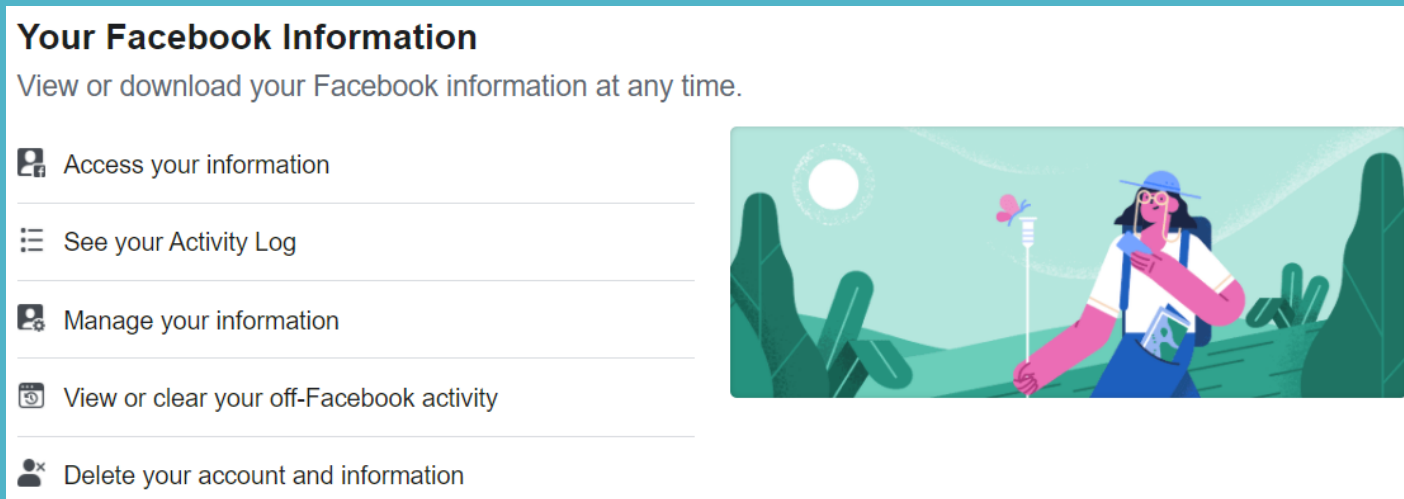 Your Facebook Information
View or download your Facebook information at any time.
Access your information
See your Activity Log
Manage your information
View or clear your off-Facebook activity
Delete your account and information